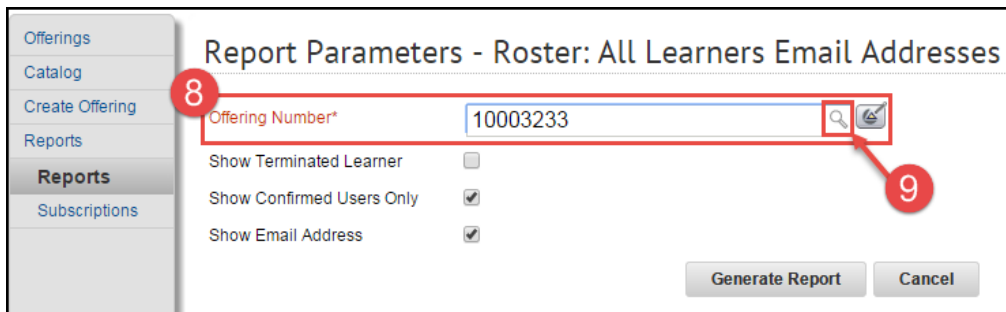 Offerings
Catalog
Create Offering
Reports
Reports
Subscriptions
Report Parameters - Roster: All Learners Email Addresses
8
Offering Number* 10003233
9
Show Terminated Learner
Show Confirmed Users Only
Show Email Address
Generate Report Cancel